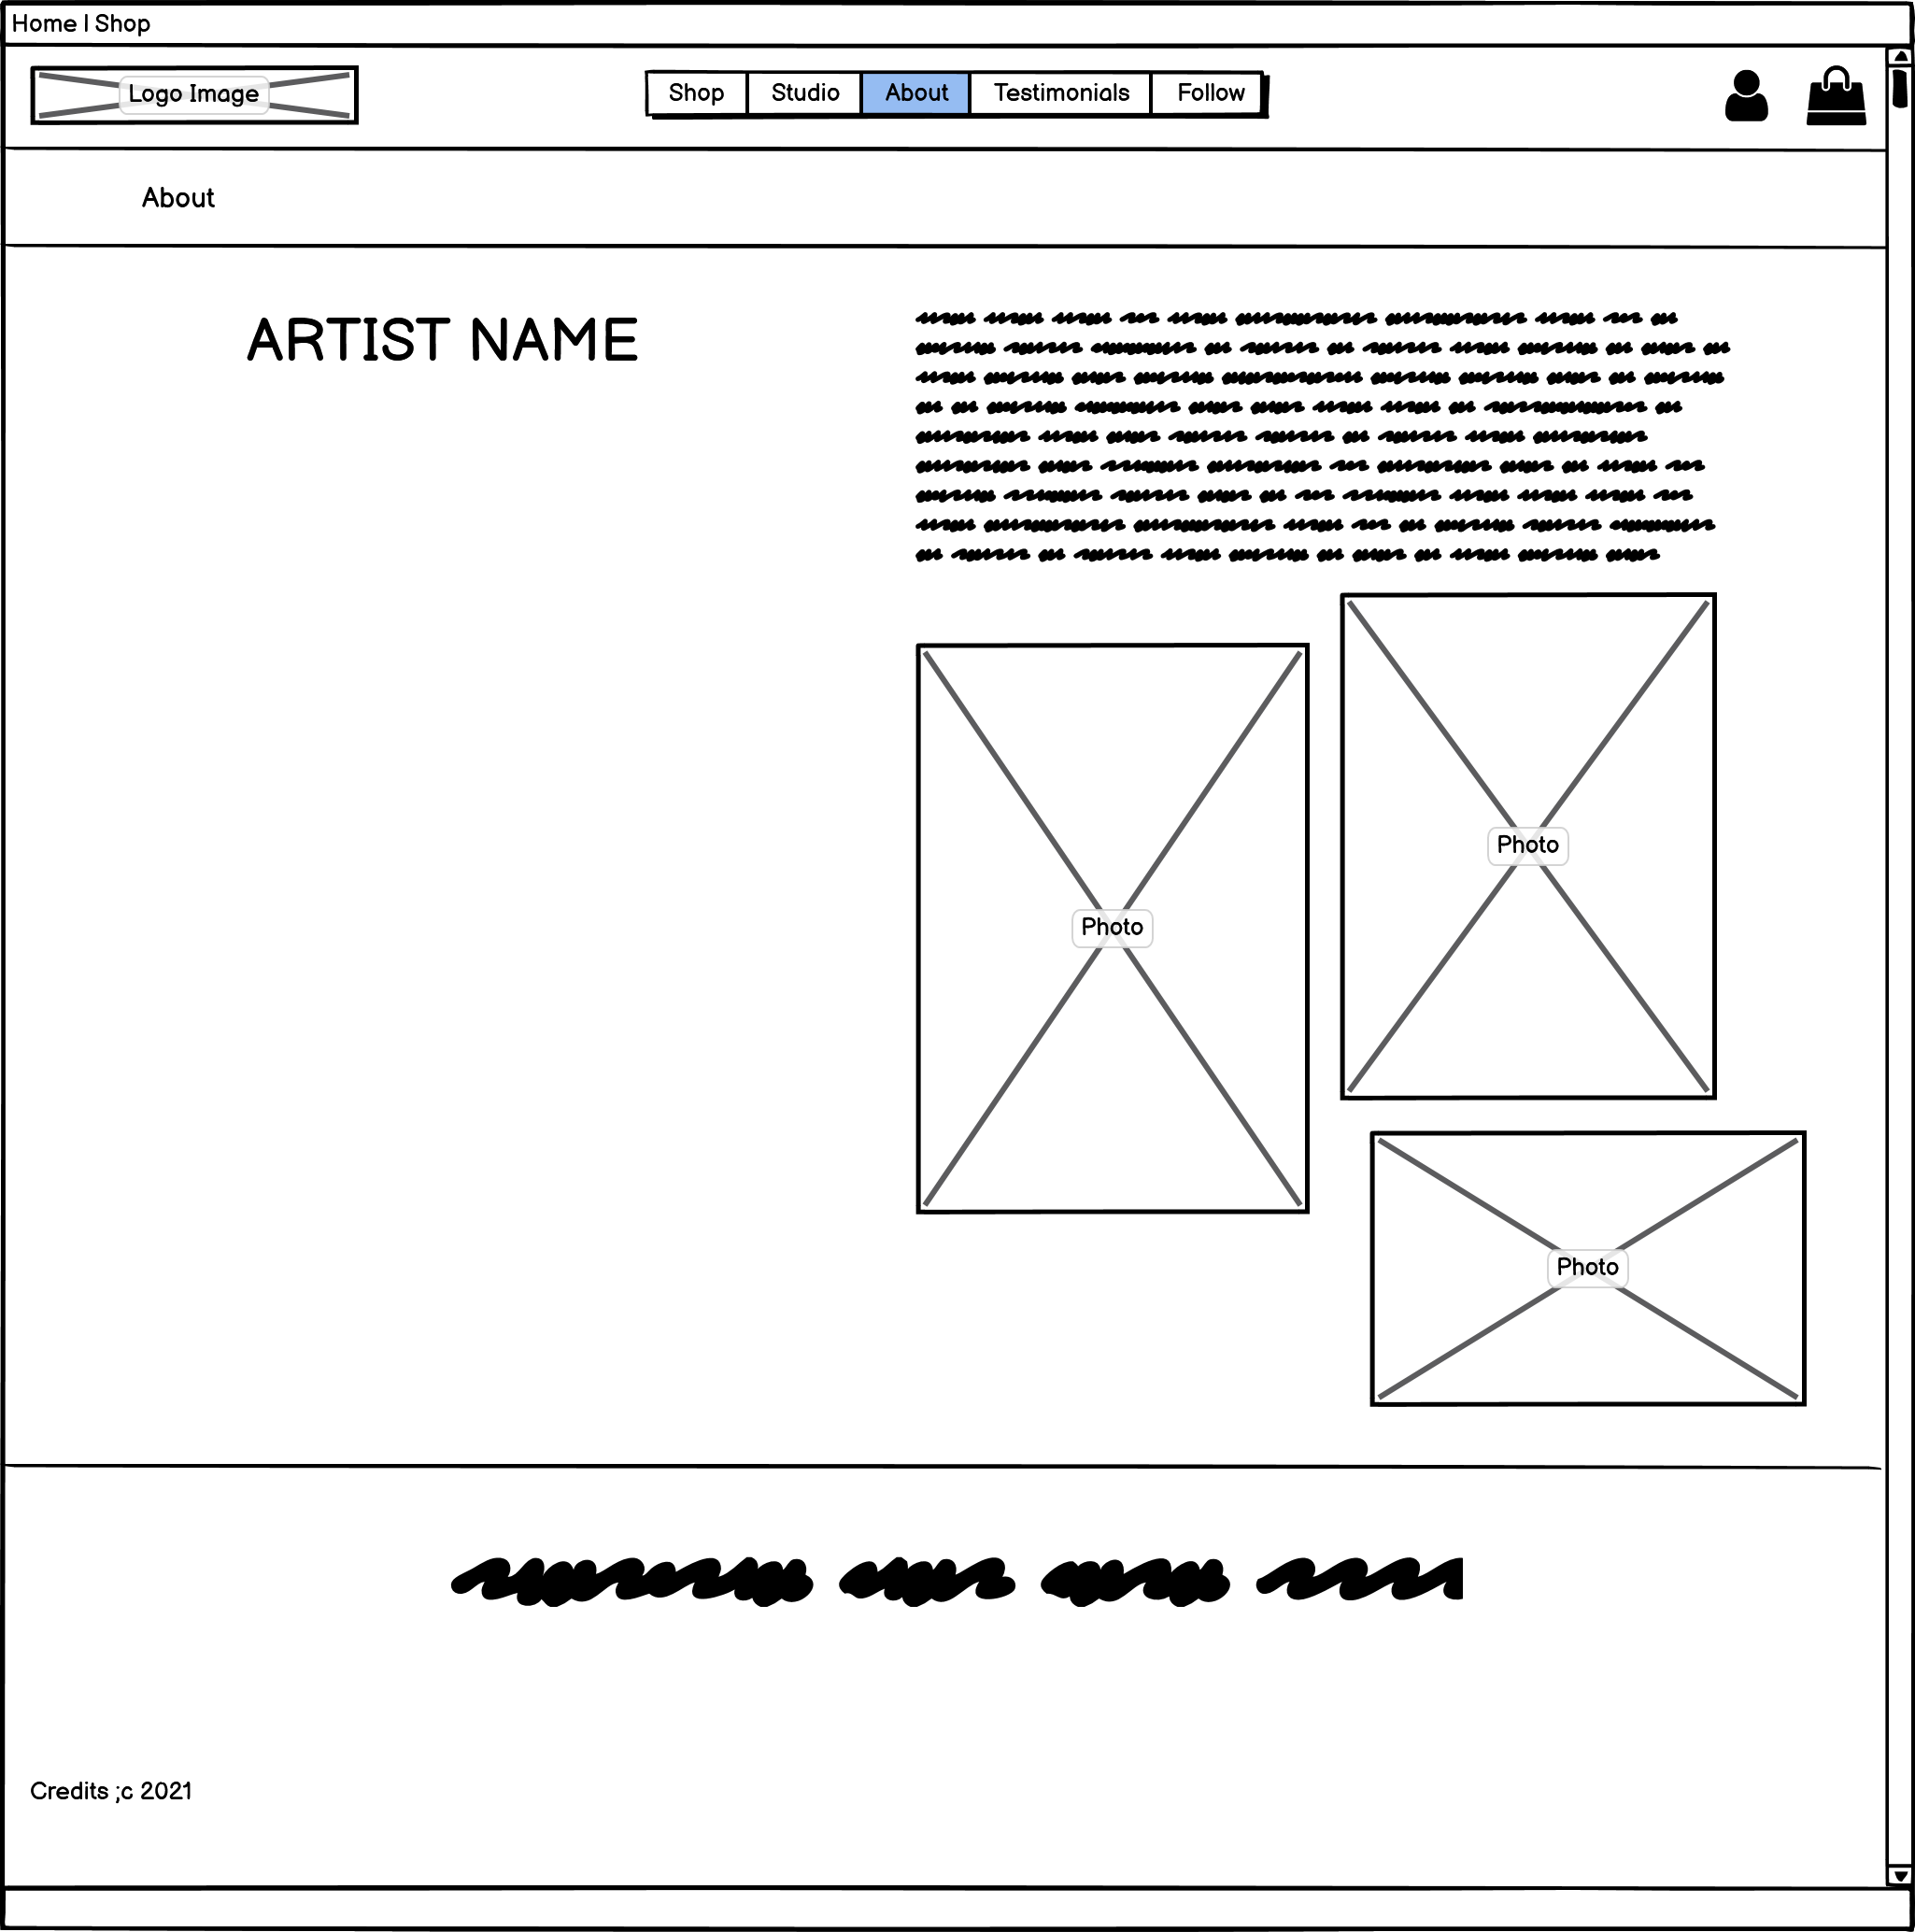 Home | Shop
Logo Image
Shop Studio About Testimonials Follow
About
ARTIST NAME
Photo
Photo
Photo
Credits ;c 2021